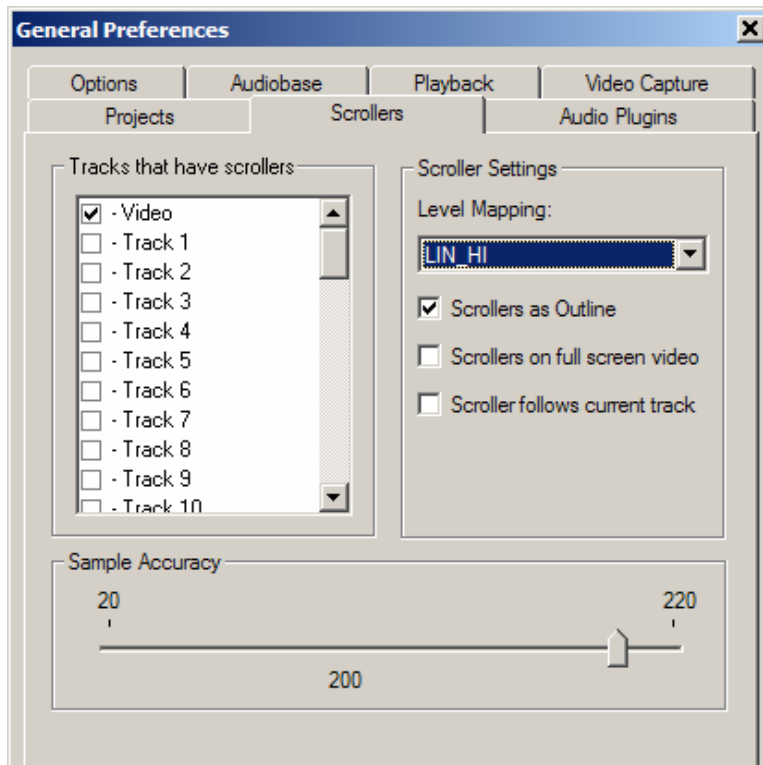 General Preferences
Options Audiobase Playback Video Capture
Projects Scrollers Audio Plugins
Tracks that have scrollers
- Video
- Track 1
- Track 2
- Track 3
- Track 4
- Track 5
- Track 6
- Track 7
- Track 8
- Track 9
- Track 10
Scroller Settings
Level Mapping:
LIN_HI
Scrollers as Outline
Scrollers on full screen video
Scroller follows current track
Sample Accuracy
20 220
200